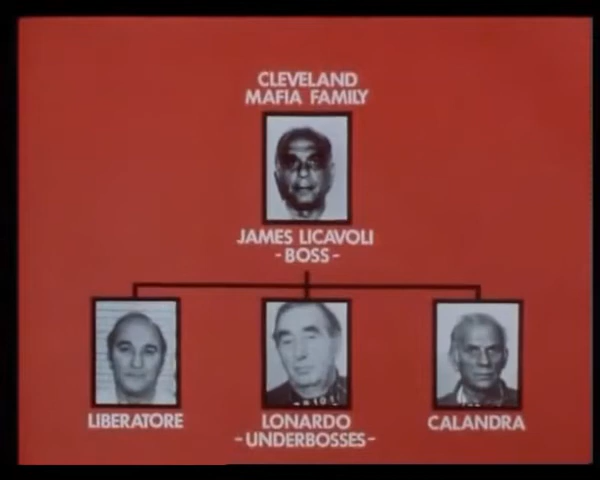 CLEVELAND
MAFIA FAMILY
JAMES LICAVOLI
-BOSS-
LIBERATORE
LONARDO
-UNDERBOSSES-
CALANDRA